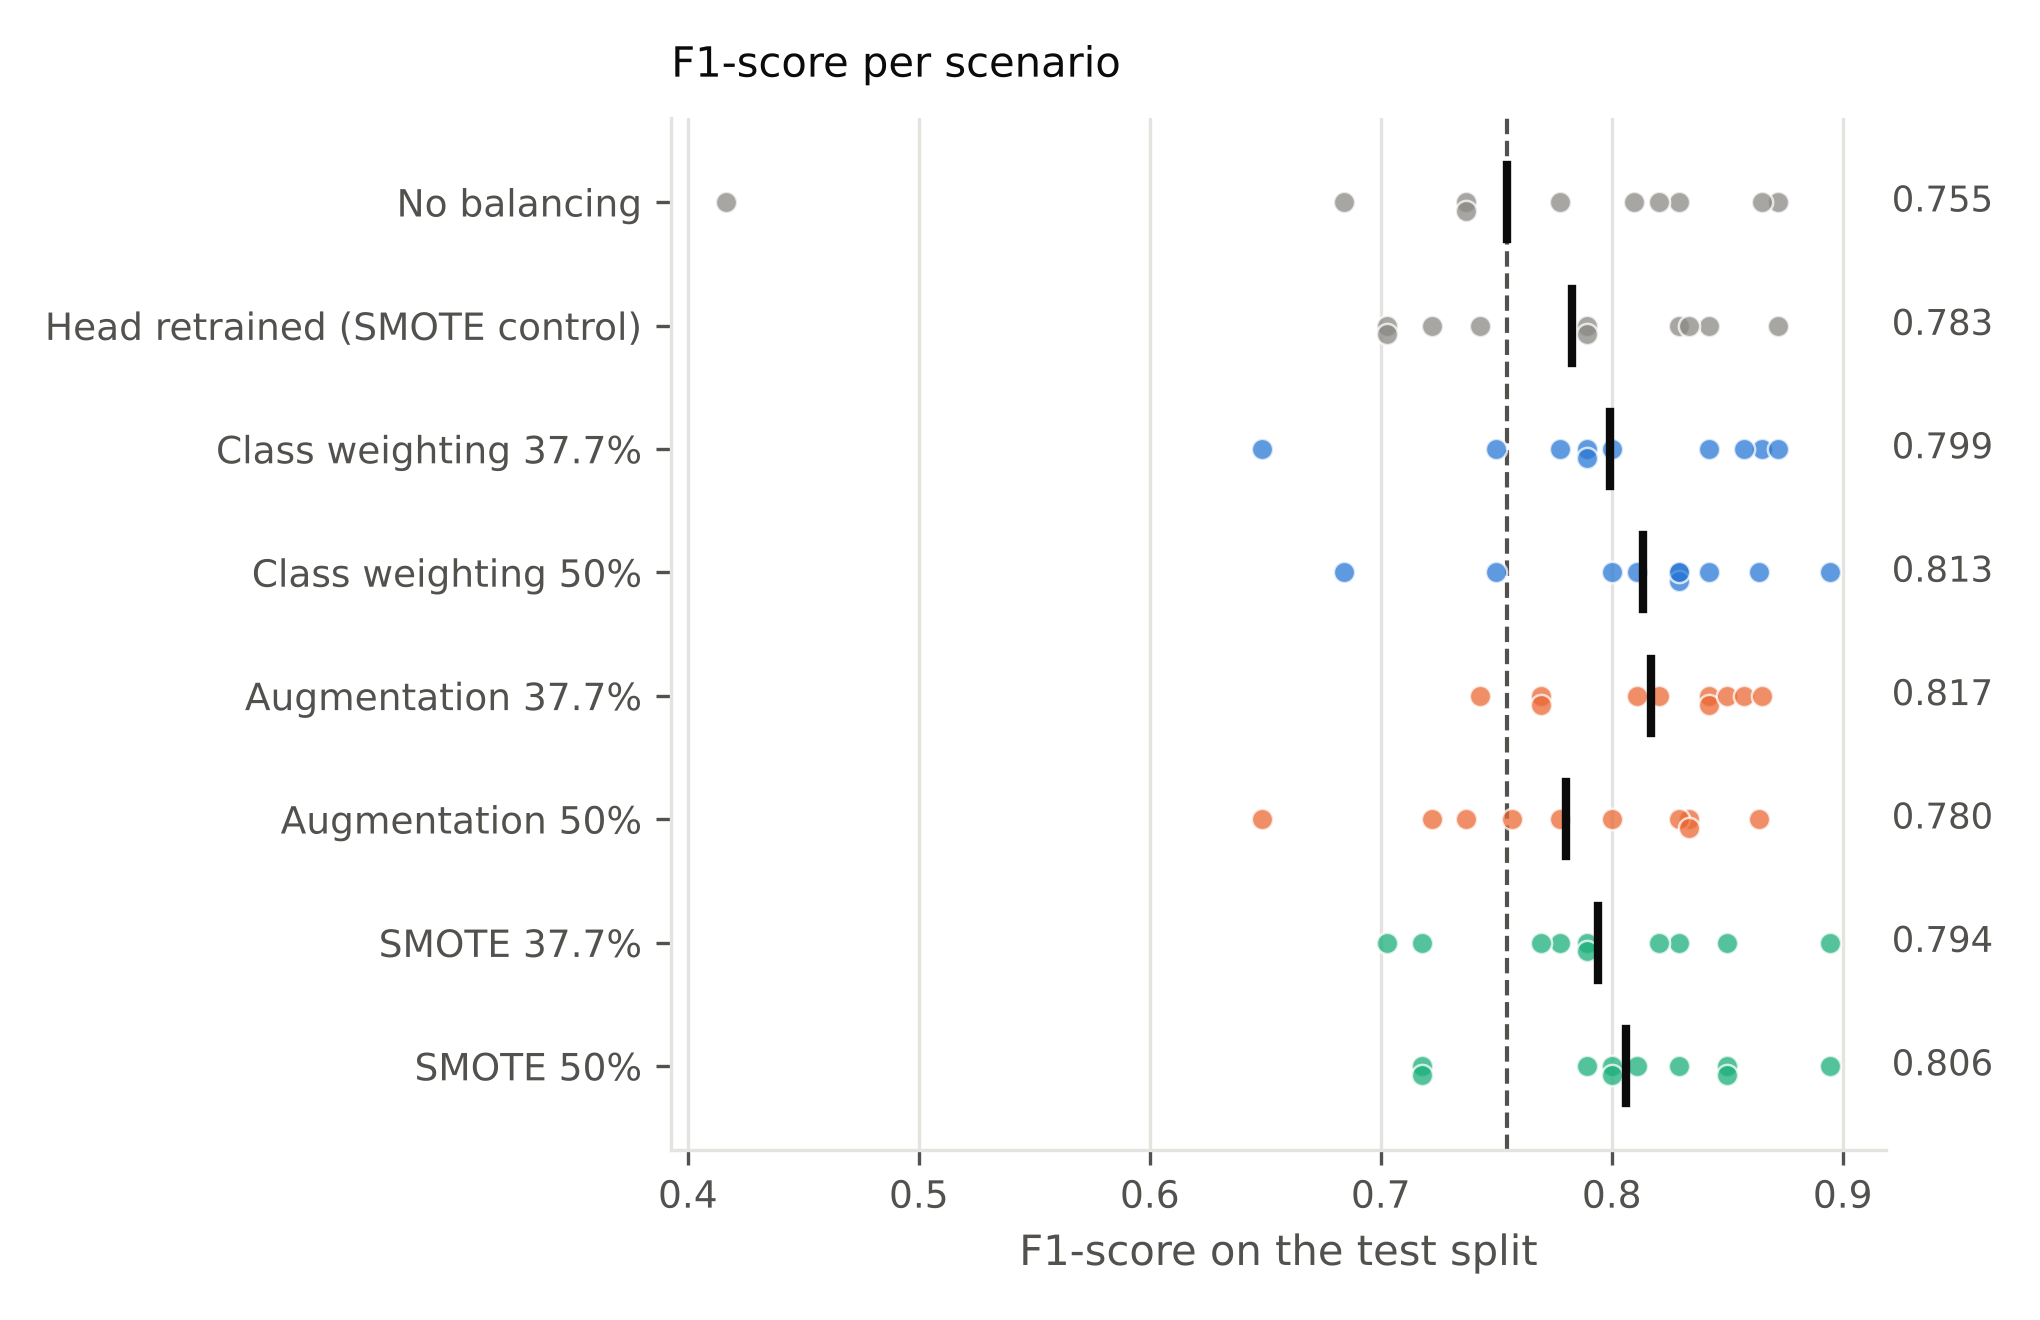 F1-score per scenario
No balancing 0.755
Head retrained (SMOTE control) 0.783
Class weighting 37.7% 0.799
Class weighting 50% 0.813
Augmentation 37.7% 0.817
Augmentation 50% 0.780
SMOTE 37.7% 0.794
SMOTE 50% 0.806
0.4 0.5 0.6 0.7 0.8 0.9
F1-score on the test split